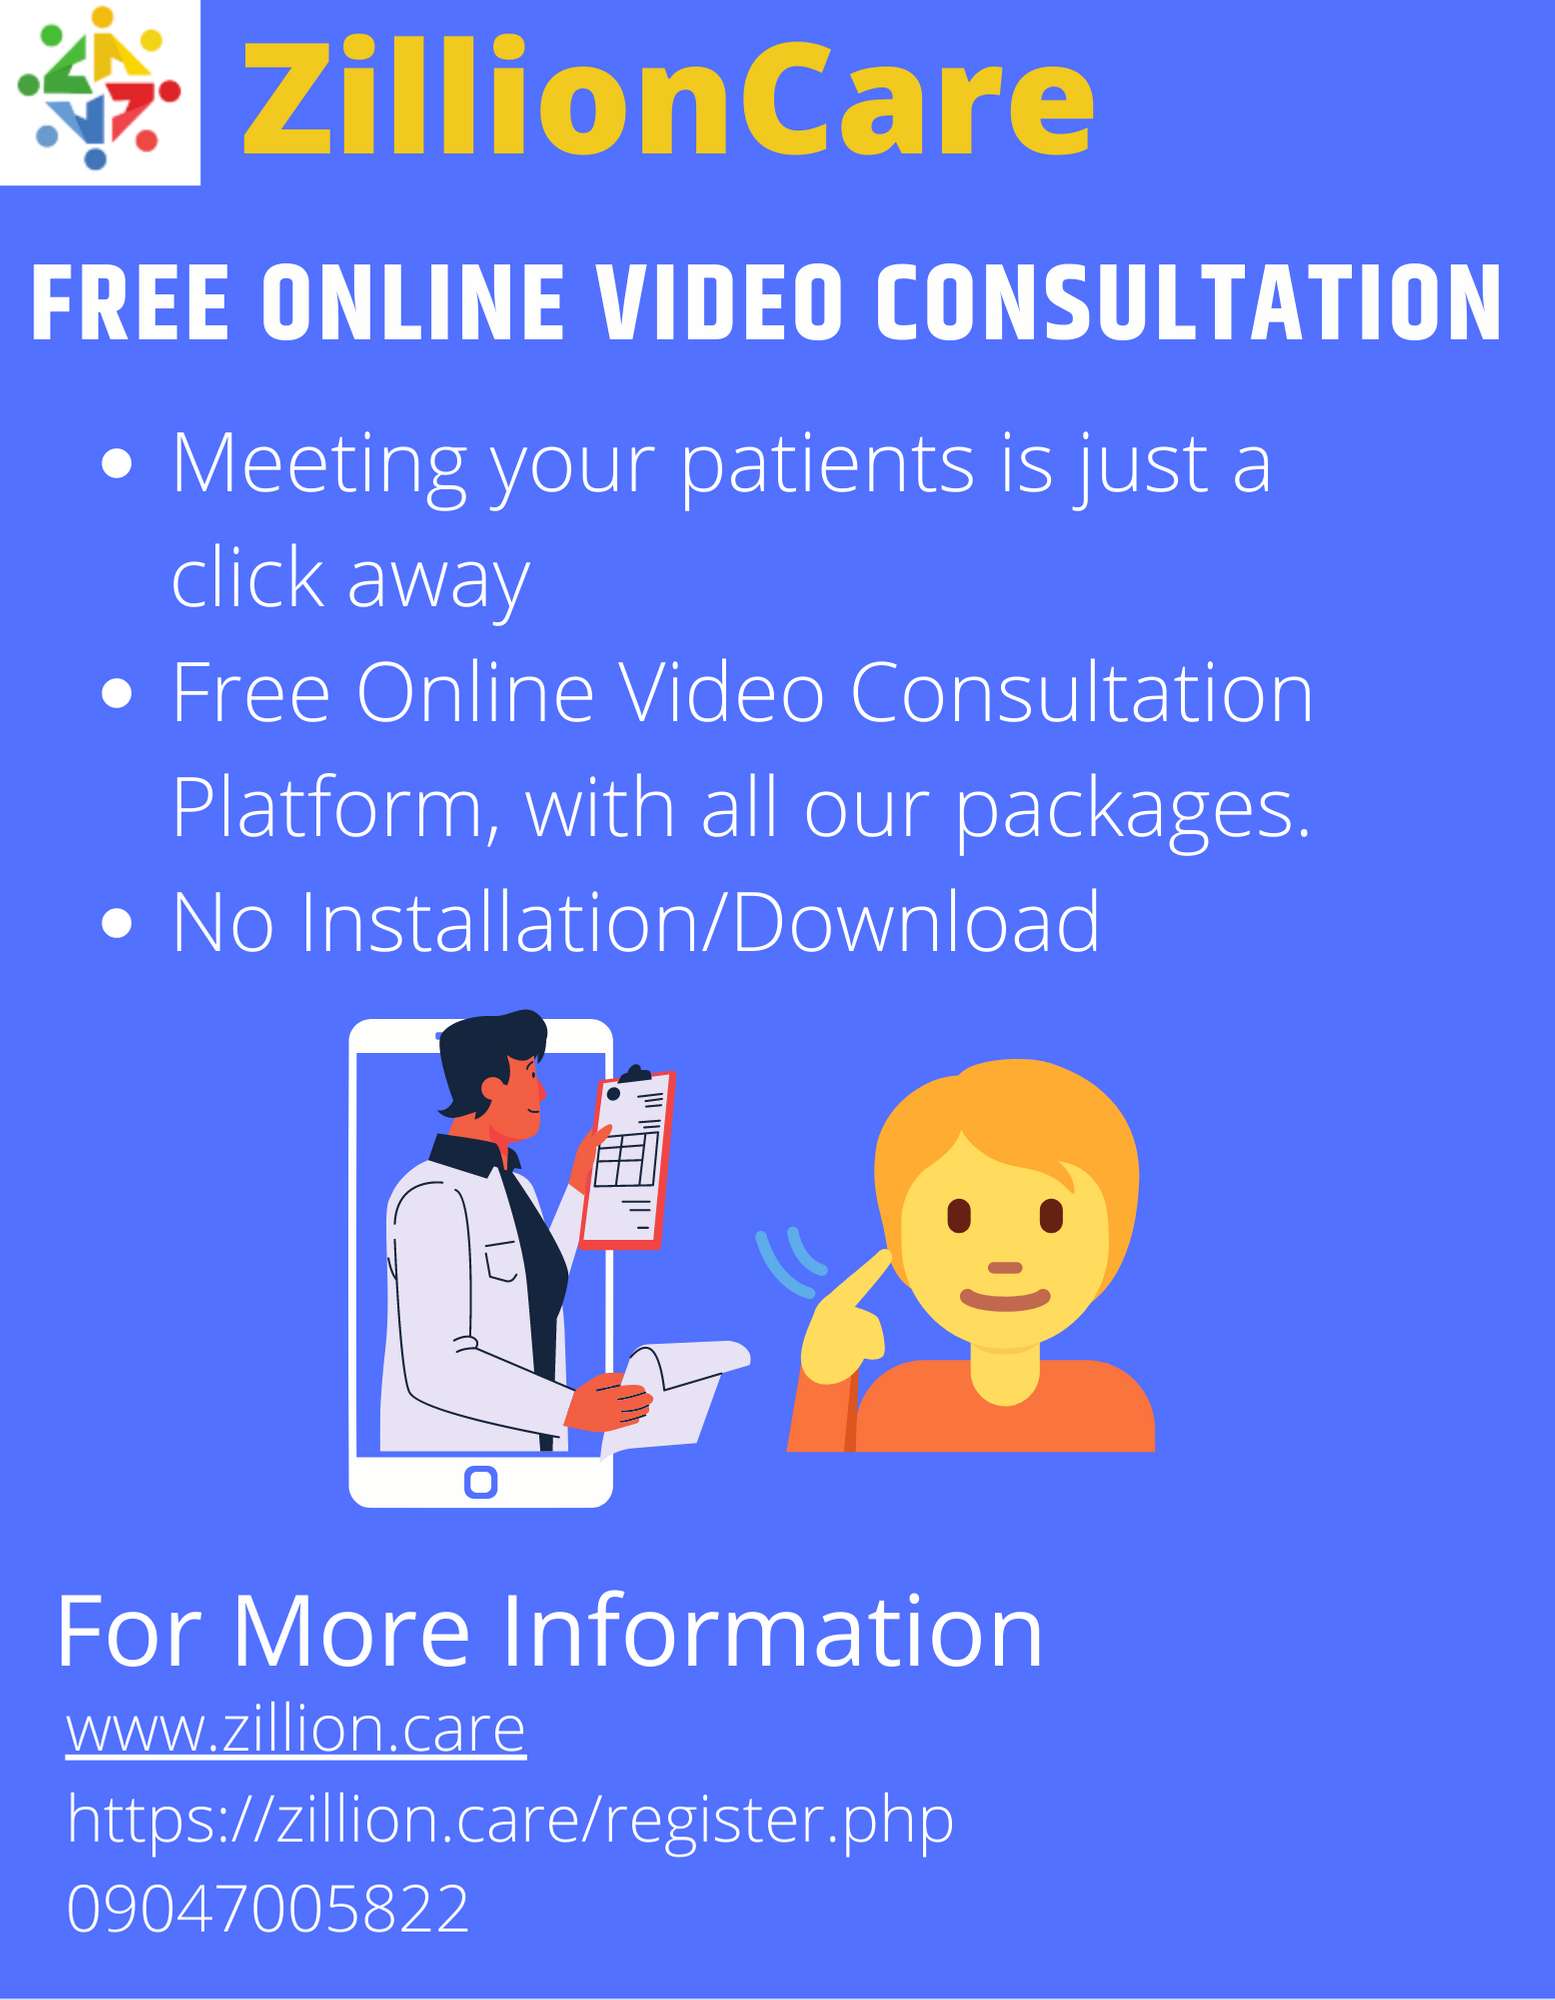 ZillionCare
FREE ONLINE VIDEO CONSULTATION
• Meeting your patients is just a
click away
• Free Online Video Consultation
Platform, with all our packages.
• No Installation/Download
For More Information
www.zillion.care
https://zillion.care/register.php
09047005822